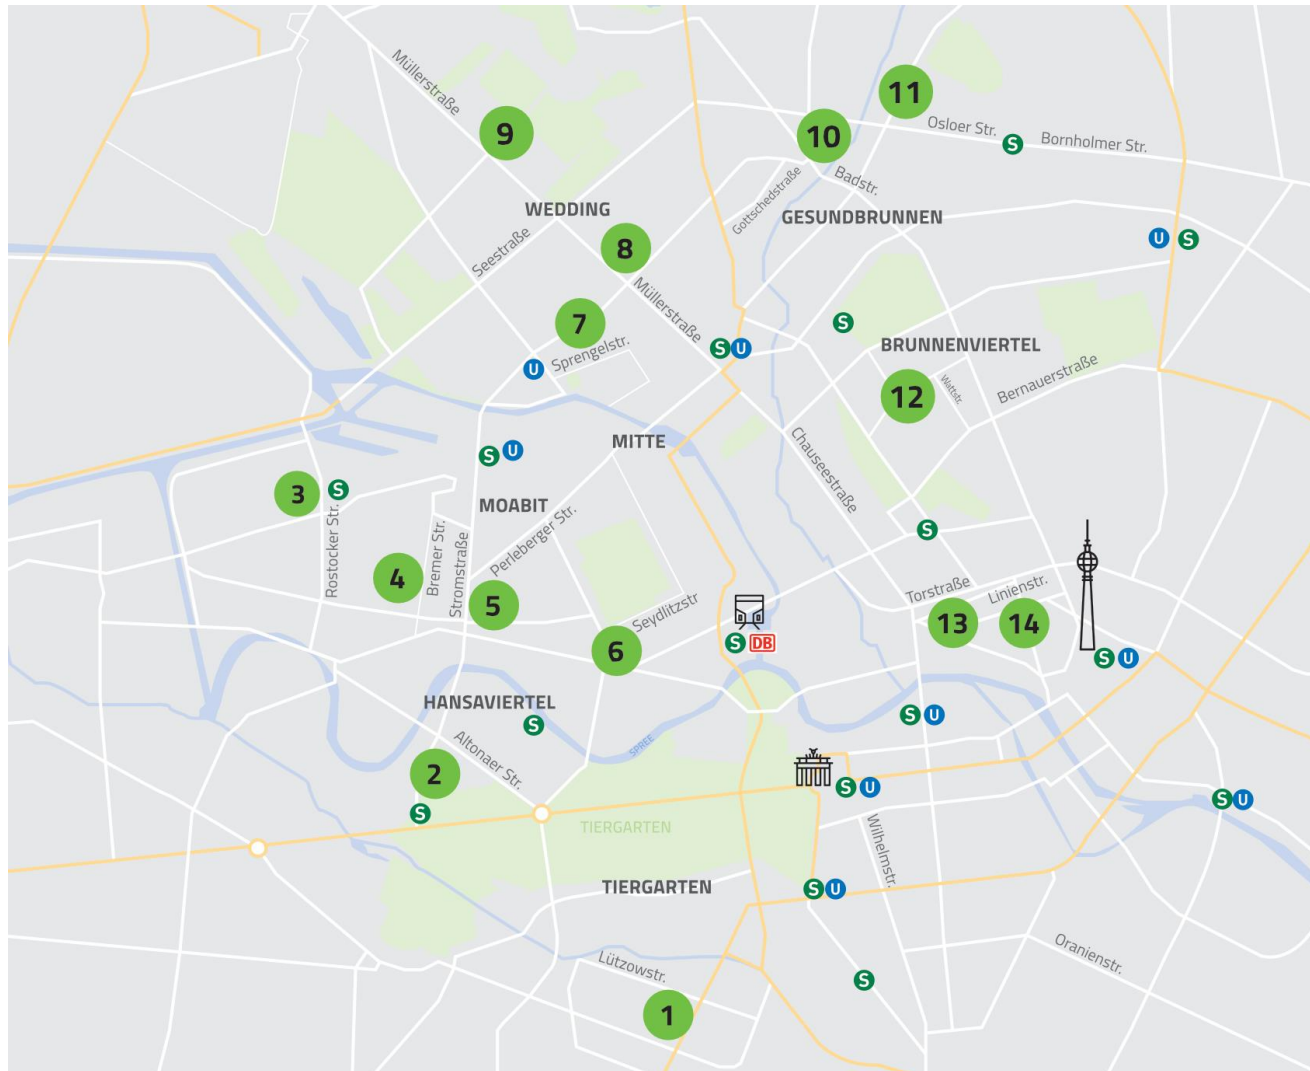 Müllerstraße
11
9
10
Osloer Str.
S
Bornholmer Str.
Badstr.
Gottschedstraße
WEDDING
GESUNDBRUNNEN
U S
8
Seestraße
Müllerstraße
7
S
Sprengelstr.
S U
BRUNNENVIERTEL
U
Wattstr.
Bernauerstraße
12
MITTE
S U
Chauseestraße
3
S
MOABIT
Rostocker Str.
Perleberger Str.
S
4
Bremer Str.
Stromstraße
5
Seydlitzstr
Torstraße
Linienstr.
13
14
6
S DB
S U
HANSAVIERTEL
S
S U
Altonaer Str.
SPREE
2
S
S U
S U
TIERGARTEN
Wilhelmstr.
TIERGARTEN
S U
Oranienstr.
Lützowstr.
S
1